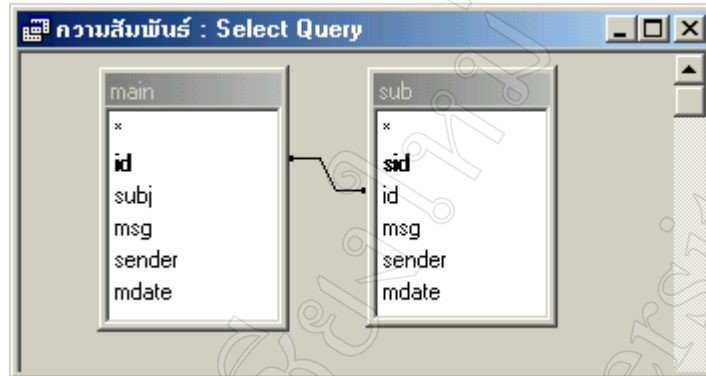 ความสัมพันธ์ : Select Query
main
*
id
subj
msg
sender
mdate
sub
*
sid
id
msg
sender
mdate